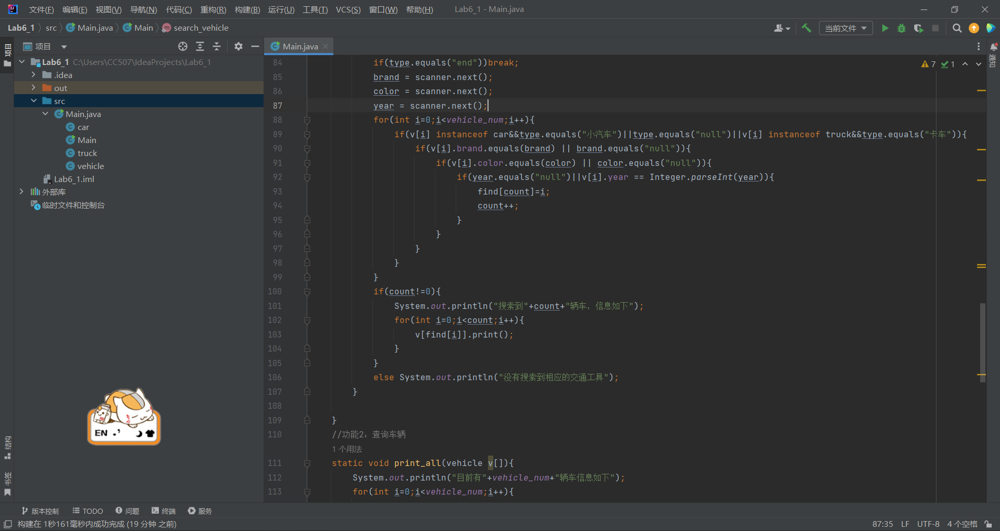 文件(F) 编辑(E) 视图(V) 导航(N) 代码(C) 重构(R) 构建(B) 运行(U) 工具(T) VCS(S) 窗口(W) 帮助(H) Lab6_1 - Main.java
Lab6_1 src Main.java Main search_vehicle 当前文件
项目
Main.java
项目
通知
Lab6_1 C:\Users\CC507\IdeaProjects\Lab6_1
.idea
out
src
Main.java
car
Main
truck
vehicle
Lab6_1.iml
外部库
临时文件和控制台
EN
结构
书签
7 1
84 if(type.equals("end"))break;
85 brand = scanner.next();
86 color = scanner.next();
87 year = scanner.next();
88 for(int i=0;i<vehicle_num;i++){
89 if(v[i] instanceof car&&type.equals("小汽车")||type.equals("null")||v[i] instanceof truck&&type.equals("卡车")){
90 if(v[i].brand.equals(brand) || brand.equals("null")){
91 if(v[i].color.equals(color) || color.equals("null")){
92 if(year.equals("null")||v[i].year == Integer.parseInt(year)){
93 find[count]=i;
94 count++;
95 }
96 }
97 }
98 }
99 }
100 if(count!=0){
101 System.out.println("搜索到"+count+"辆车，信息如下");
102 for(int i=0;i<count;i++){
103 v[find[i]].print();
104 }
105 }
106 else System.out.println("没有搜索到相应的交通工具");
107 }
108
109 }
110 //功能2：查询车辆
1 个用法
111 static void print_all(vehicle v[]){
112 System.out.println("目前有"+vehicle_num+"辆车信息如下");
113 for(int i=0;i<vehicle_num;i++){
版本控制 TODO 问题 终端 服务
构建在 1秒161毫秒内成功完成 (19 分钟 之前) 87:35 LF UTF-8 4 个空格